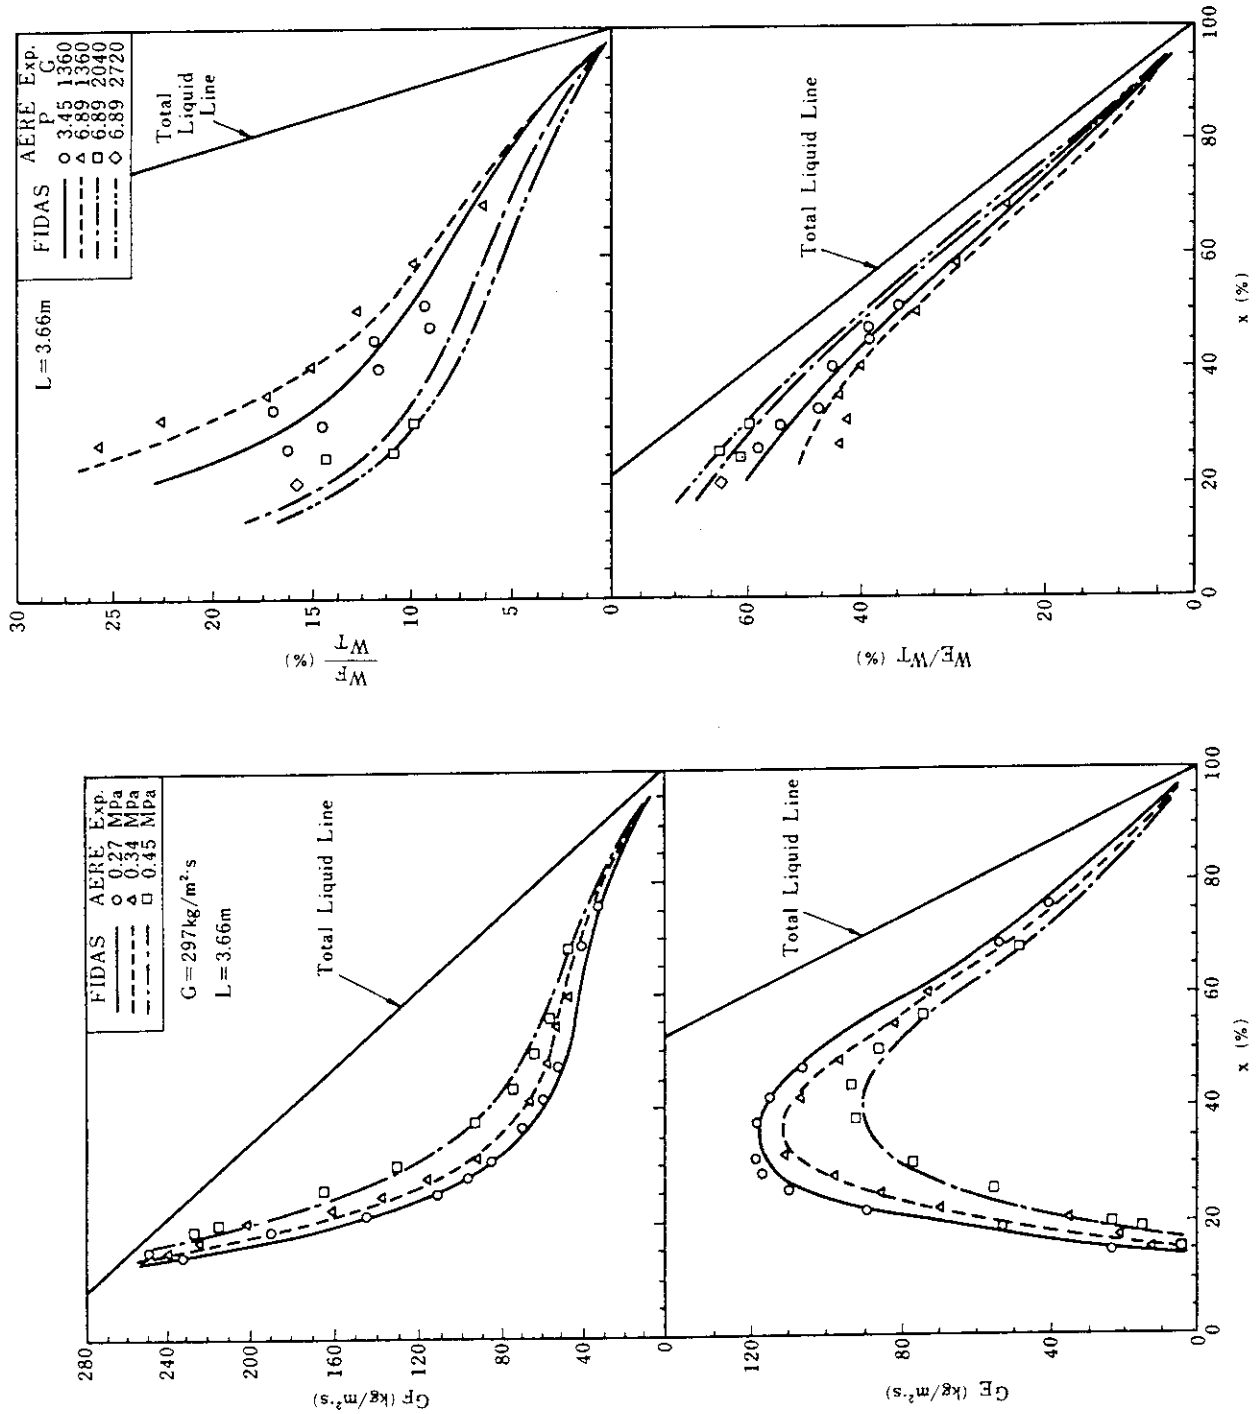 FIDAS AERE Exp.
0.27 MPa
0.34 MPa
0.45 MPa
G=297kg/m²·s
L=3.66m
Total Liquid Line
280
240
200
160
120
80
40
GF (kg/m²·s)
Total Liquid Line
120
80
40
0
GE (kg/m²·s)
0
20
40
60
80
100
x (%)
FIDAS AERE Exp.
P G
3.45 1360
6.89 1360
6.89 2040
6.89 2720
L=3.66m
Total
Liquid
Line
30
25
20
15
10
5
0
WF
WT
(%)
Total Liquid Line
60
40
20
0
WE/WT (%)
0
20
40
60
80
100
x (%)